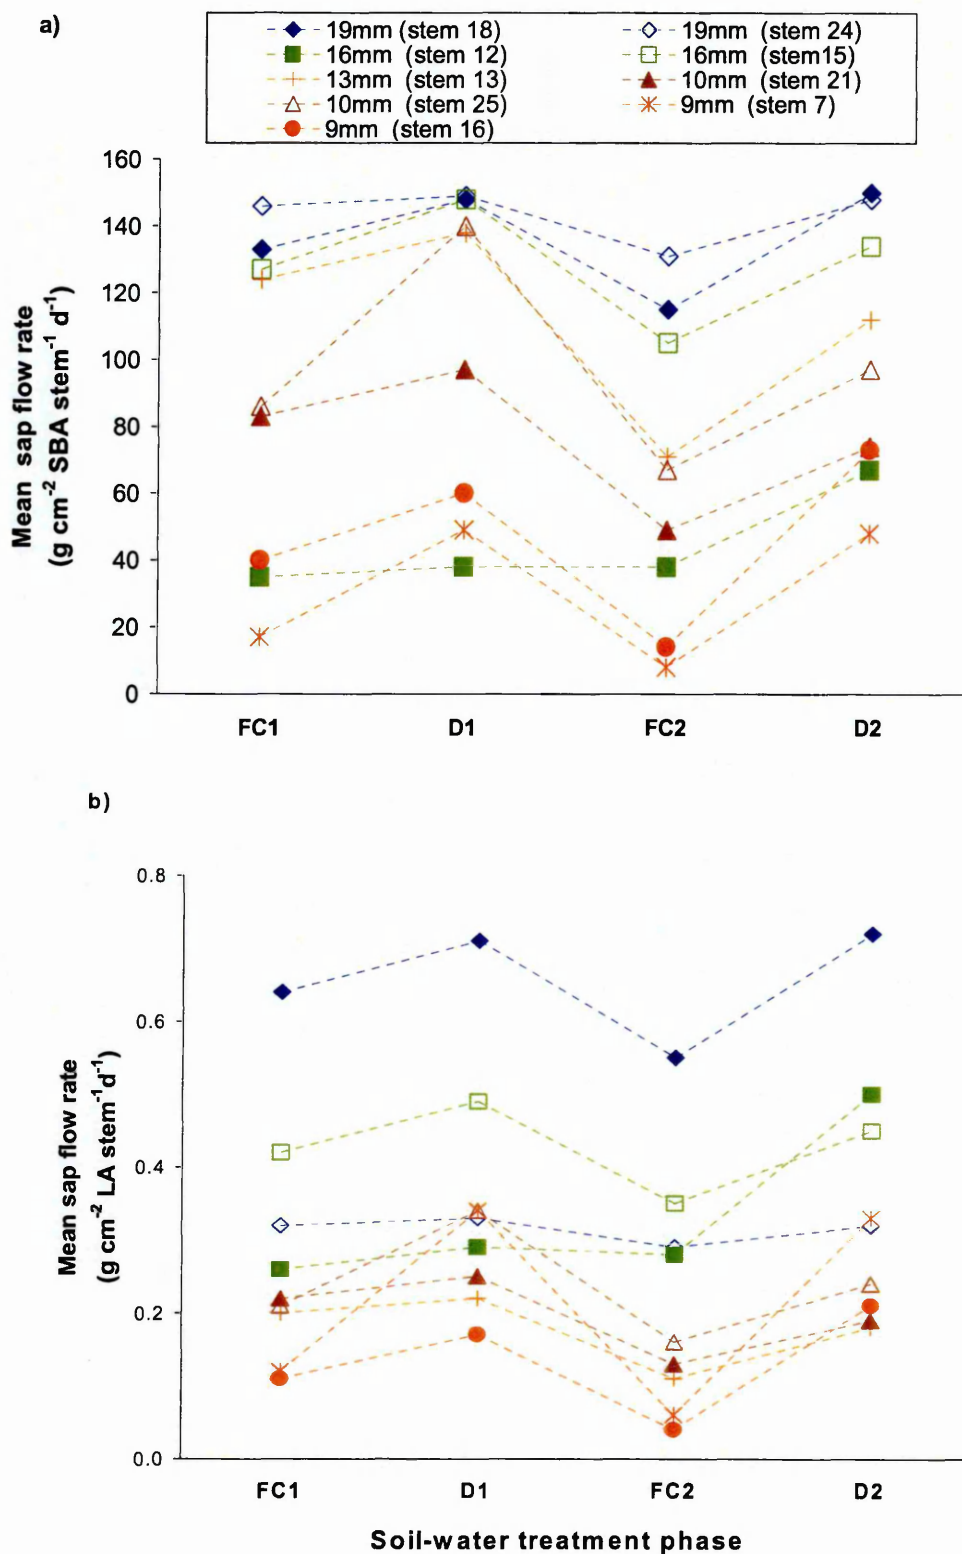 a)
19mm (stem 18)
19mm (stem 24)
16mm (stem 12)
16mm (stem15)
13mm (stem 13)
10mm (stem 21)
10mm (stem 25)
9mm (stem 7)
9mm (stem 16)
160
140
120
100
80
60
40
20
0
Mean sap flow rate
(g cm⁻² SBA stem⁻¹ d⁻¹)
FC1 D1 FC2 D2
b)
0.8
0.6
0.4
0.2
0.0
Mean sap flow rate
(g cm⁻² LA stem⁻¹d⁻¹)
FC1 D1 FC2 D2
Soil-water treatment phase